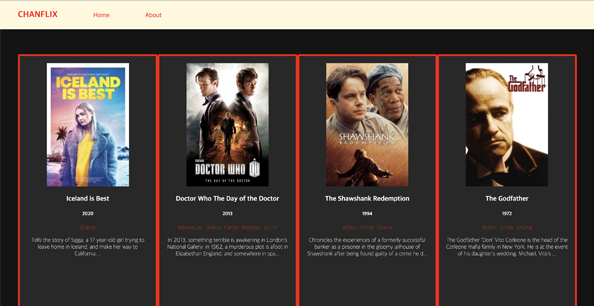 CHANFLIX Home About
ICELAND
IS BEST
DOCTOR WHO
THE DAY OF THE DOCTOR
SHAWSHANK
REDEMPTION
The
Godfather
Iceland is Best
2020
Drama
Tells the story of Sigga, a 17 year-old girl trying to
leave home in Iceland, and make her way to
California...
Doctor Who The Day of the Doctor
2013
Adventure Drama Family Mystery Sci-Fi
In 2013, something terrible is awakening in London's
National Gallery; in 1562, a murderous plot is afoot in
Elizabethan England; and somewhere in spa...
The Shawshank Redemption
1994
Action Crime Drama
Chronicles the experiences of a formerly successful
banker as a prisoner in the gloomy jailhouse of
Shawshank after being found guilty of a crime he d...
The Godfather
1972
Action Crime Drama
The Godfather "Don" Vito Corleone is the head of the
Corleone mafia family in New York. He is at the event
of his daughter's wedding. Michael, Vito's ...